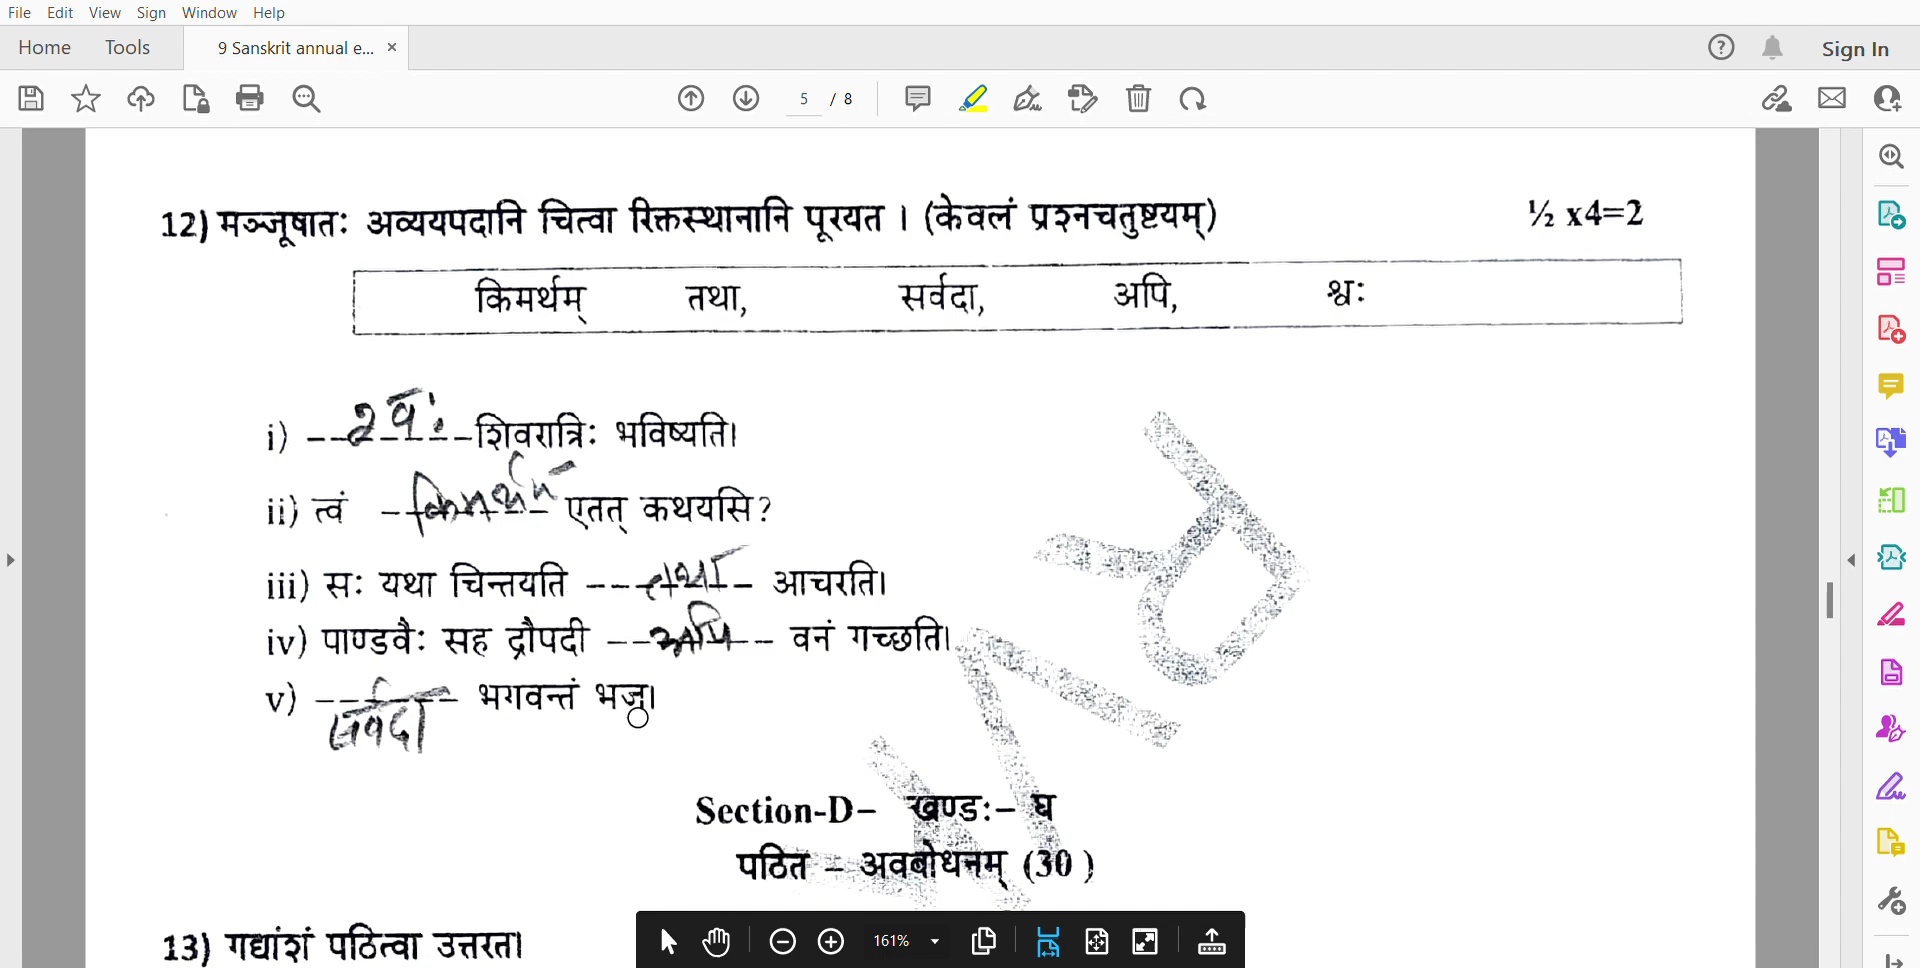 File Edit View Sign Window Help
Home Tools 9 Sanskrit annual e... × Sign In
5 / 8
12) मञ्जूषातः अव्ययपदानि चित्वा रिक्तस्थानानि पूरयत । (केवलं प्रश्नचतुष्टयम्) ½ x4=2
किमर्थम् तथा, सर्वदा, अपि, श्वः
i) श्वः शिवरात्रिः भविष्यति।
ii) त्वं किमर्थम् एतत् कथयसि?
iii) सः यथा चिन्तयति तथा आचरति।
iv) पाण्डवैः सह द्रौपदी अपि वनं गच्छति।
v) सर्वदा भगवन्तं भज।
Section-D- खण्ड:- घ
पठित - अवबोधनम् (30 )
13) गद्यांशं पठित्वा उत्तरत।
161%